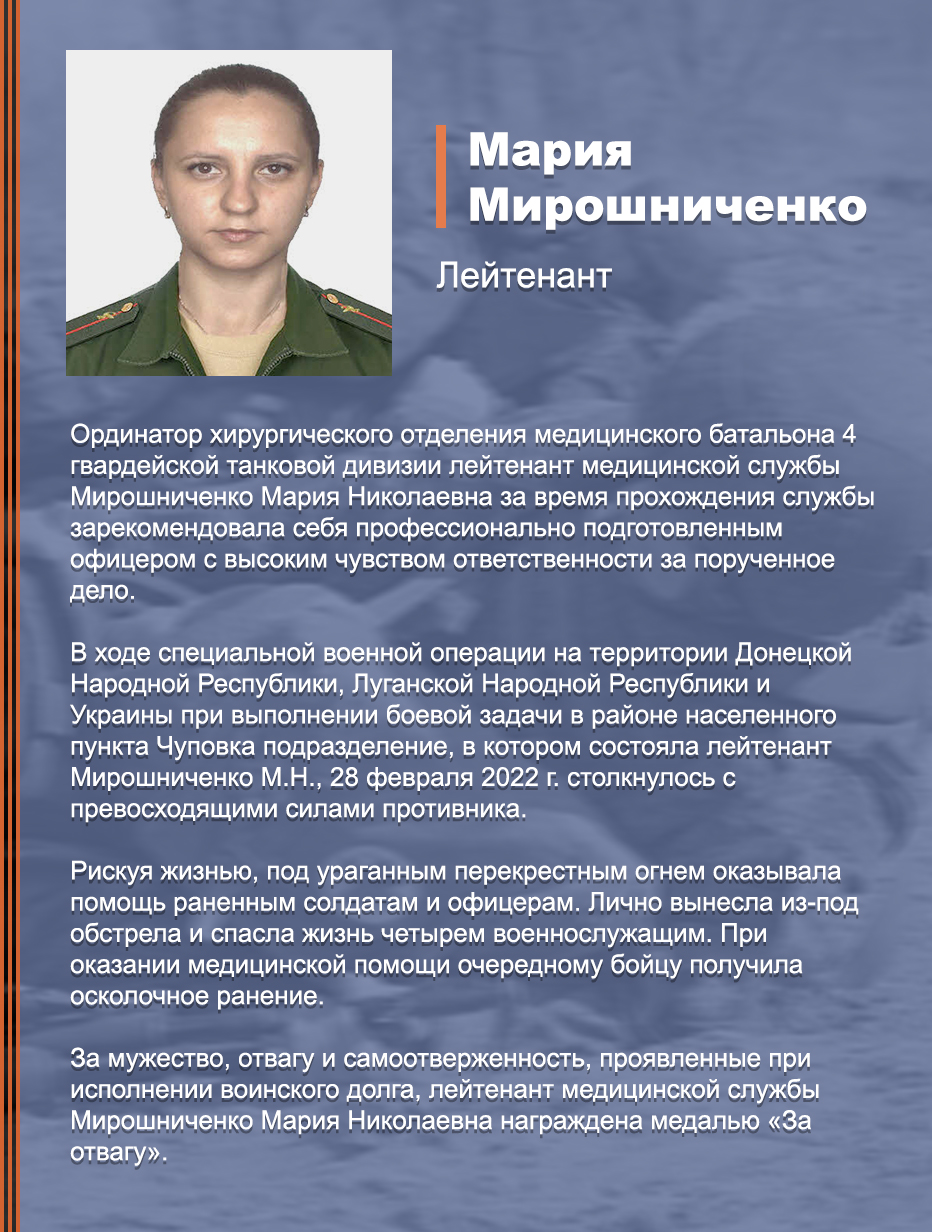 Мария
Мирошниченко
Лейтенант
Ординатор хирургического отделения медицинского батальона 4
гвардейской танковой дивизии лейтенант медицинской службы
Мирошниченко Мария Николаевна за время прохождения службы
зарекомендовала себя профессионально подготовленным
офицером с высоким чувством ответственности за порученное
дело.
В ходе специальной военной операции на территории Донецкой
Народной Республики, Луганской Народной Республики и
Украины при выполнении боевой задачи в районе населенного
пункта Чуповка подразделение, в котором состояла лейтенант
Мирошниченко М.Н., 28 февраля 2022 г. столкнулось с
превосходящими силами противника.
Рискуя жизнью, под ураганным перекрестным огнем оказывала
помощь раненным солдатам и офицерам. Лично вынесла из-под
обстрела и спасла жизнь четырем военнослужащим. При
оказании медицинской помощи очередному бойцу получила
осколочное ранение.
За мужество, отвагу и самоотверженность, проявленные при
исполнении воинского долга, лейтенант медицинской службы
Мирошниченко Мария Николаевна награждена медалью «За
отвагу».